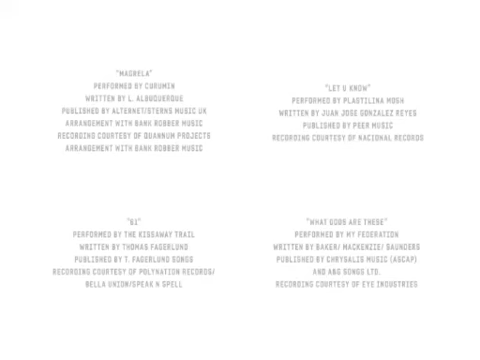 "MAGRELA"
PERFORMED BY CURUMIN
WRITTEN BY L. ALBUQUERQUE
PUBLISHED BY ALTERNET/STERNS MUSIC UK
ARRANGEMENT WITH BANK ROBBER MUSIC
RECORDING COURTESY OF QUANNUM PROJECTS
ARRANGEMENT WITH BANK ROBBER MUSIC
"LET U KNOW"
PERFORMED BY PLASTILINA MOSH
WRITTEN BY JUAN JOSE GONZALEZ REYES
PUBLISHED BY PEER MUSIC
RECORDING COURTESY OF NACIONAL RECORDS
"61"
PERFORMED BY THE KISSAWAY TRAIL
WRITTEN BY THOMAS FAGERLUND
PUBLISHED BY T. FAGERLUND SONGS
RECORDING COURTESY OF POLYNATION RECORDS/
BELLA UNION/SPEAK N SPELL
"WHAT GODS ARE THESE"
PERFORMED BY MY FEDERATION
WRITTEN BY BAKER/ MACKENZIE/ SAUNDERS
PUBLISHED BY CHRYSALIS MUSIC (ASCAP)
AND A&G SONGS LTD.
RECORDING COURTESY OF EYE INDUSTRIES